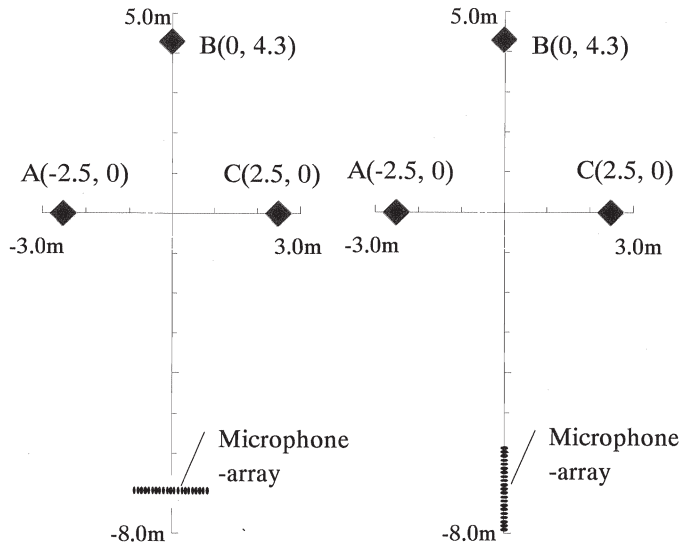 5.0m
B(0, 4.3)
A(-2.5, 0)
C(2.5, 0)
-3.0m
3.0m
Microphone
-array
-8.0m
5.0m
B(0, 4.3)
A(-2.5, 0)
C(2.5, 0)
-3.0m
3.0m
Microphone
-array
-8.0m